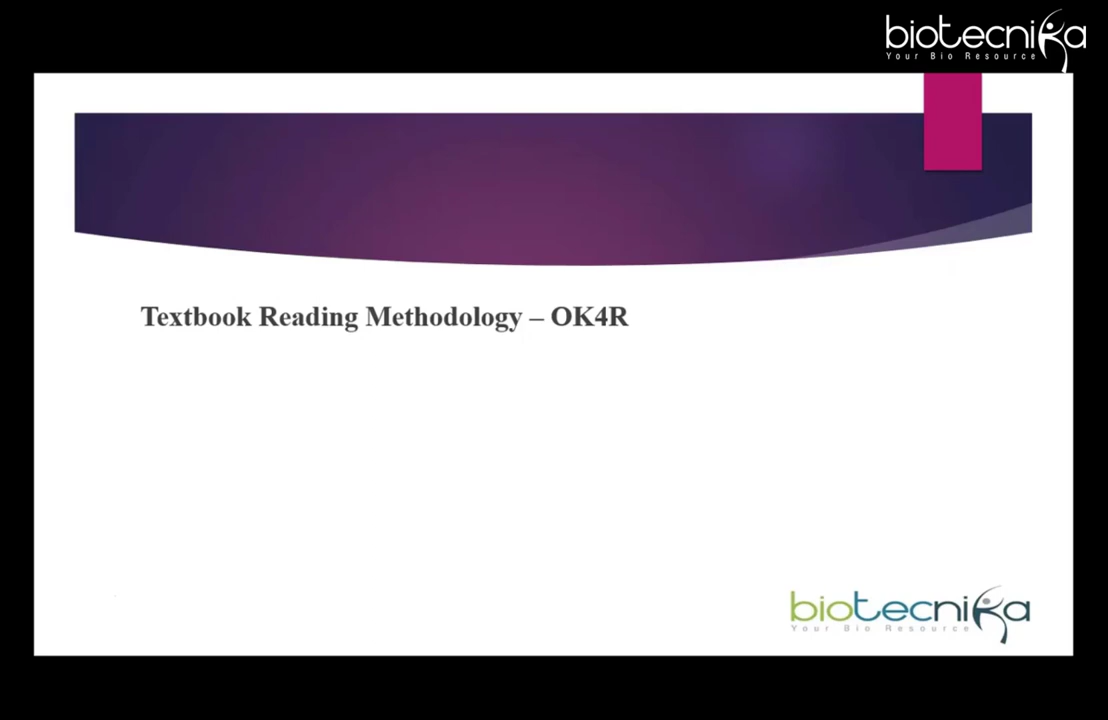 biotecnika
Your Bio Resource
Textbook Reading Methodology – OK4R
biotecnika
Your Bio Resource